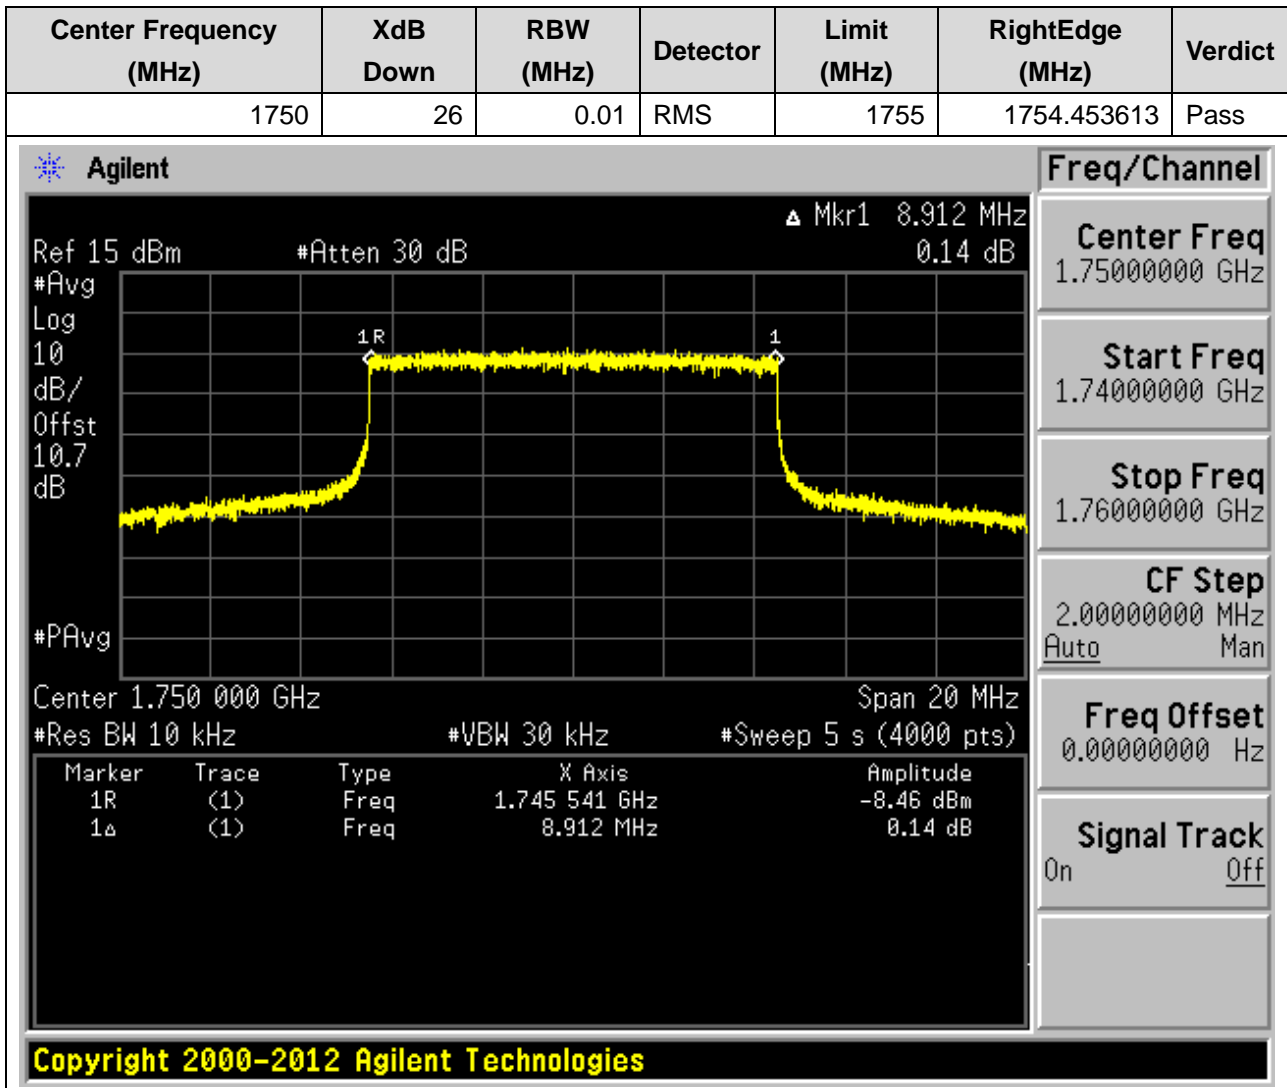 Center Frequency (MHz) XdB Down RBW (MHz) Detector Limit (MHz) RightEdge (MHz) Verdict
1750 26 0.01 RMS 1755 1754.453613 Pass
Agilent
Freq/Channel
Δ Mkr1 8.912 MHz
Ref 15 dBm #Atten 30 dB 0.14 dB
#Avg
Log
10
dB/
Offst
10.7
dB
1R
1
#PAvg
Center 1.750 000 GHz Span 20 MHz
#Res BW 10 kHz #VBW 30 kHz #Sweep 5 s (4000 pts)
Marker Trace Type X Axis Amplitude
1R (1) Freq 1.745 541 GHz -8.46 dBm
1Δ (1) Freq 8.912 MHz 0.14 dB
Center Freq
1.75000000 GHz
Start Freq
1.74000000 GHz
Stop Freq
1.76000000 GHz
CF Step
2.00000000 MHz
Auto Man
Freq Offset
0.00000000 Hz
Signal Track
On Off
Copyright 2000-2012 Agilent Technologies